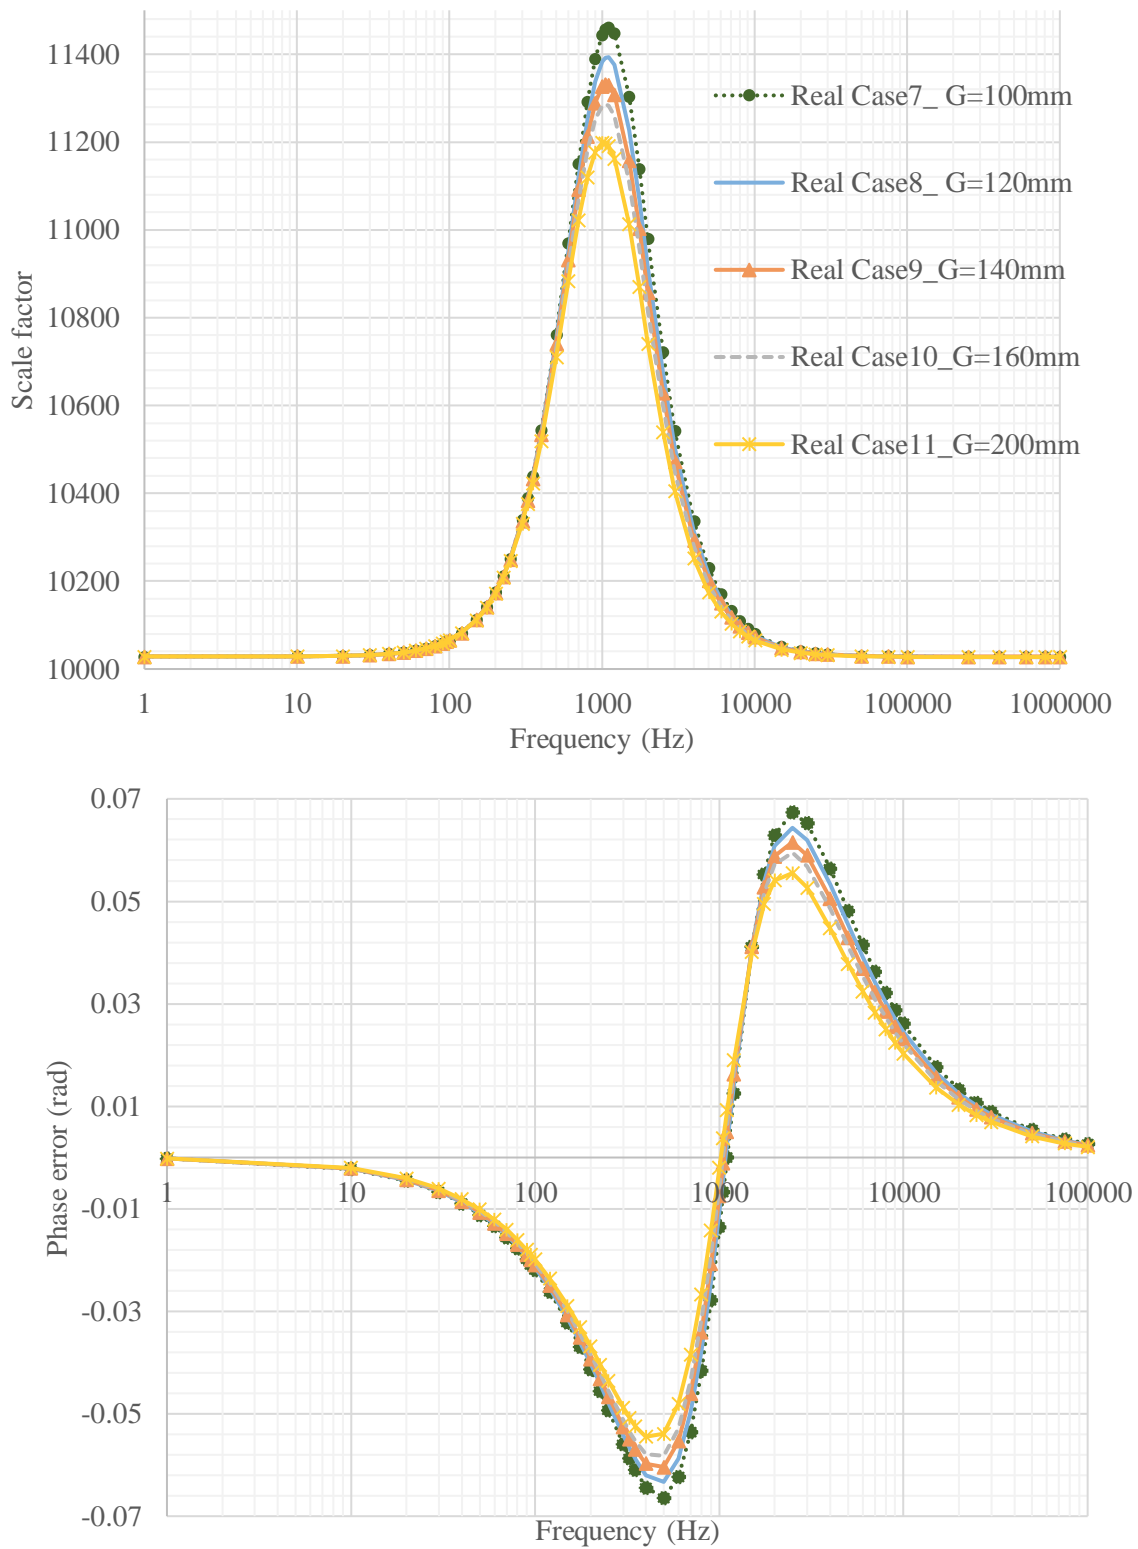 11400
11200
11000
10800
10600
10400
10200
10000
Scale factor
Real Case7_ G=100mm
Real Case8_ G=120mm
Real Case9_G=140mm
Real Case10_G=160mm
Real Case11_G=200mm
1 10 100 1000 10000 100000 1000000
Frequency (Hz)
0.07
0.05
0.03
0.01
-0.01
-0.03
-0.05
-0.07
Phase error (rad)
1 10 100 1000 10000 100000
Frequency (Hz)